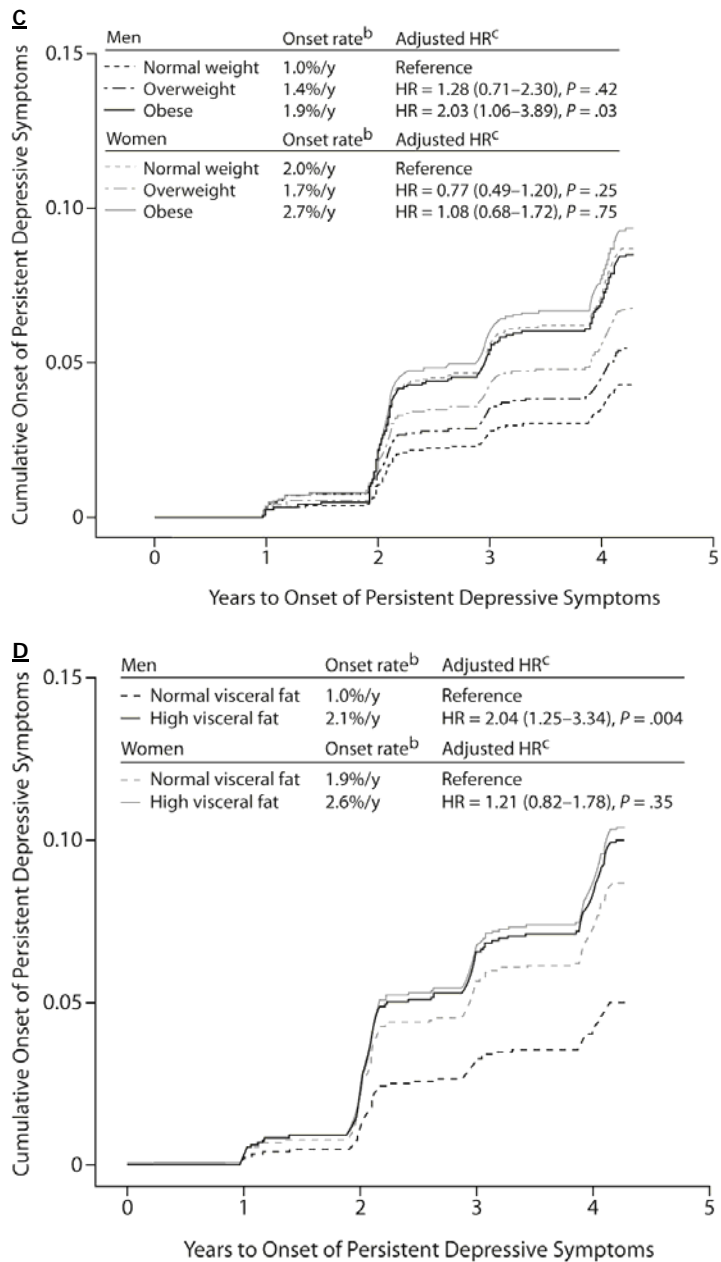 C
Men Onset rateb Adjusted HRc
Normal weight 1.0%/y Reference
Overweight 1.4%/y HR = 1.28 (0.71–2.30), P = .42
Obese 1.9%/y HR = 2.03 (1.06–3.89), P = .03
Women Onset rateb Adjusted HRc
Normal weight 2.0%/y Reference
Overweight 1.7%/y HR = 0.77 (0.49–1.20), P = .25
Obese 2.7%/y HR = 1.08 (0.68–1.72), P = .75
Cumulative Onset of Persistent Depressive Symptoms
0.15
0.10
0.05
0
0 1 2 3 4 5
Years to Onset of Persistent Depressive Symptoms
D
Men Onset rateb Adjusted HRc
Normal visceral fat 1.0%/y Reference
High visceral fat 2.1%/y HR = 2.04 (1.25–3.34), P = .004
Women Onset rateb Adjusted HRc
Normal visceral fat 1.9%/y Reference
High visceral fat 2.6%/y HR = 1.21 (0.82–1.78), P = .35
Cumulative Onset of Persistent Depressive Symptoms
0.15
0.10
0.05
0
0 1 2 3 4 5
Years to Onset of Persistent Depressive Symptoms